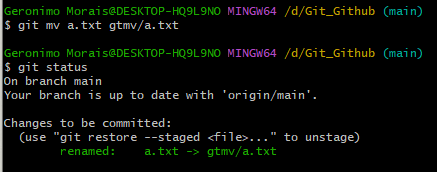 Geronimo Morais@DESKTOP-HQ9L9NO MINGW64 /d/Git_Github (main)
$ git mv a.txt gtmv/a.txt
Geronimo Morais@DESKTOP-HQ9L9NO MINGW64 /d/Git_Github (main)
$ git status
On branch main
Your branch is up to date with 'origin/main'.
Changes to be committed:
(use "git restore --staged <file>..." to unstage)
renamed: a.txt -> gtmv/a.txt